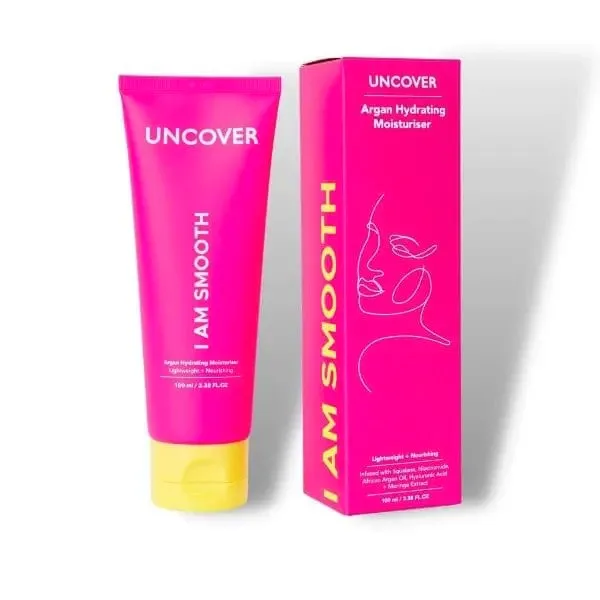 UNCOVER
I AM SMOOTH
Argan Hydrating Moisturiser
Lightweight + Nourishing
100 ml / 3.38 FL.OZ
UNCOVER
Argan Hydrating
Moisturiser
I AM SMOOTH
Lightweight + Nourishing
Infused with Squalane, Niacinamide
African Argan Oil, Hyaluronic Acid
+ Moringa Extract
100 ml / 3.38 FL.OZ